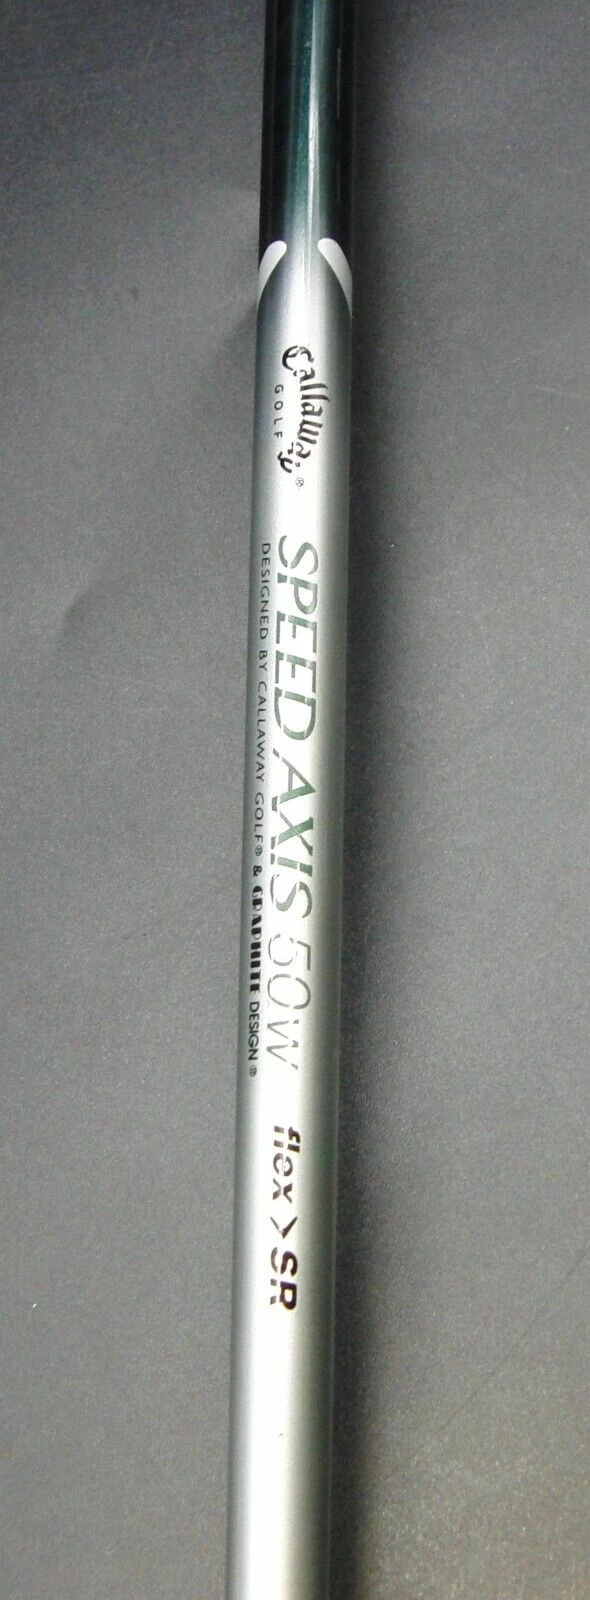 Callaway®
GOLF
SPEED AXIS 50W
DESIGNED BY CALLAWAY GOLF® & GRAPHITE DESIGN®
flex > SR